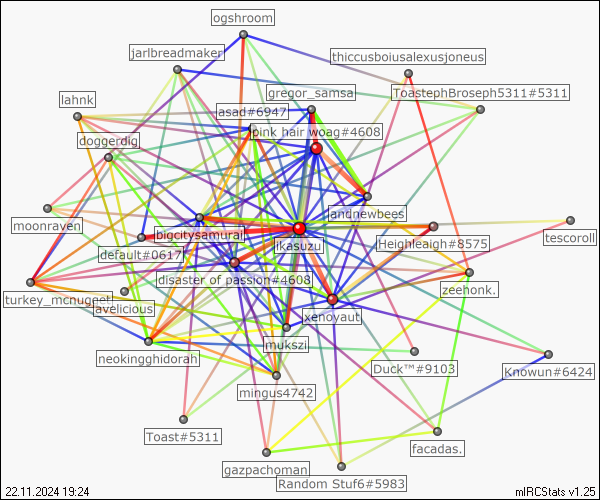 ogshroom
jarlbreadmaker
thiccusboiusalexusjoneus
lahnk
gregor_samsa
ToastephBroseph5311#5311
asad#6947
pink hair woag#4608
doggerdig
moonraven
bigcitysamurai
landnewbees
default#0617
ikasuzu
Heighleaigh#8575
tescoroll
disaster of passion#4608
turkey_mcnugget
avelicious
xenoyaut_
zeehonk.
neokingghidorah
mukszi
Duck™#9103
Knowun#6424
mingus4742
Toast#5311
facadas.
gazpachoman
Random Stuf6#5983
22.11.2024 19:24
mIRCStats v1.25